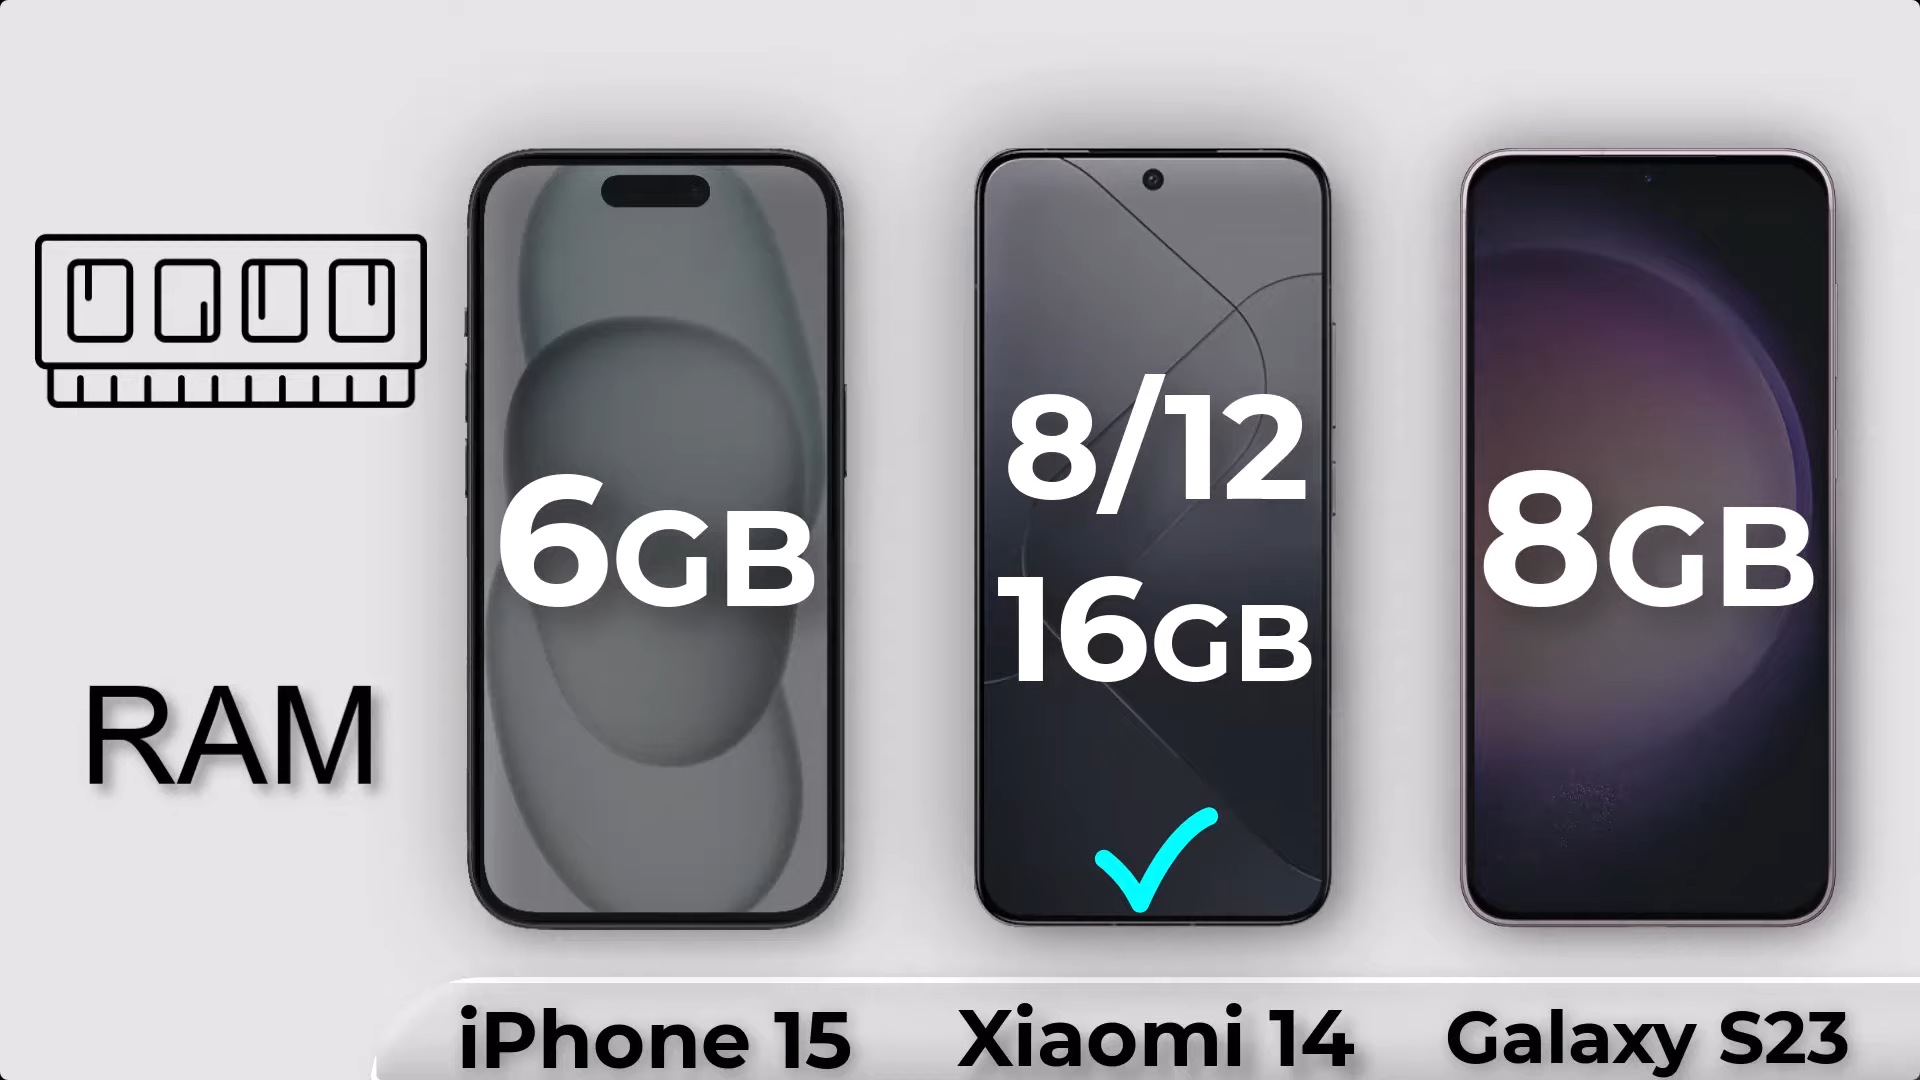 RAM
6GB
8/12
16GB
8GB
iPhone 15
Xiaomi 14
Galaxy S23